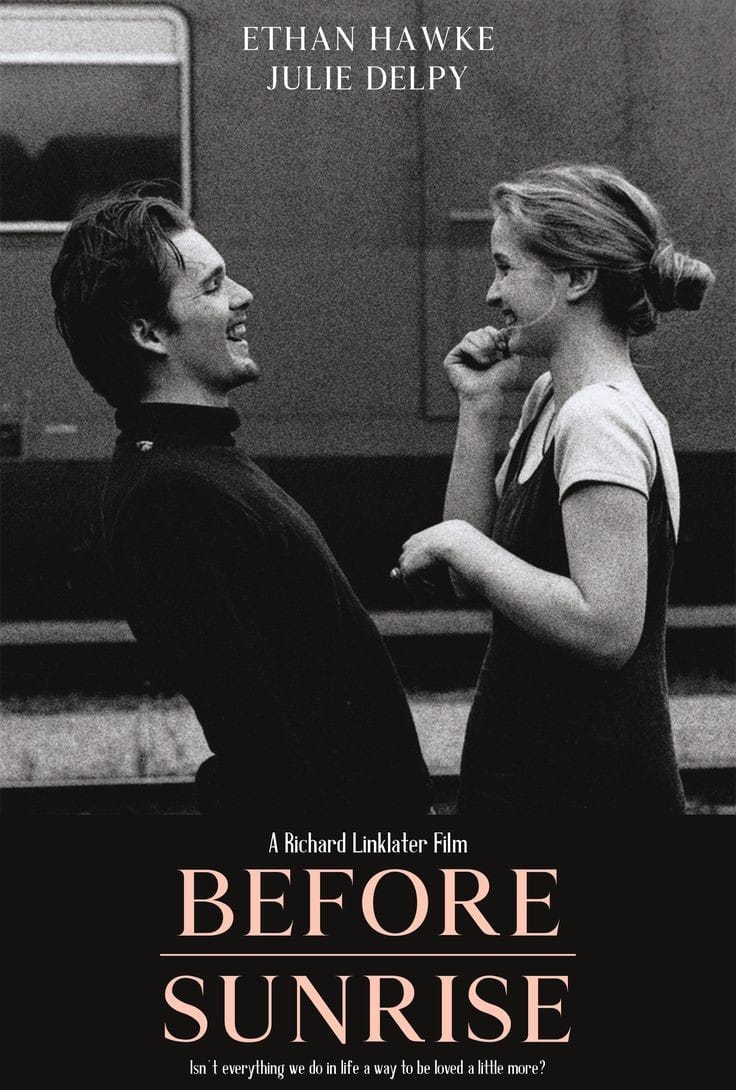 ETHAN HAWKE
JULIE DELPY
A Richard Linklater Film
BEFORE
SUNRISE
Isn't everything we do in life a way to be loved a little more?